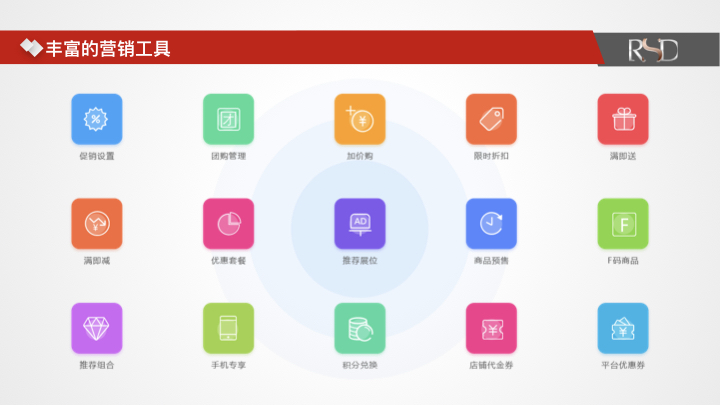 丰富的营销工具
RSD
促销设置
团
团购管理
¥
加价购
限时折扣
满即送
¥
满即减
优惠套餐
AD
推荐展位
商品预售
F
F码商品
推荐组合
手机专享
积分兑换
¥
店铺代金券
¥
平台优惠券